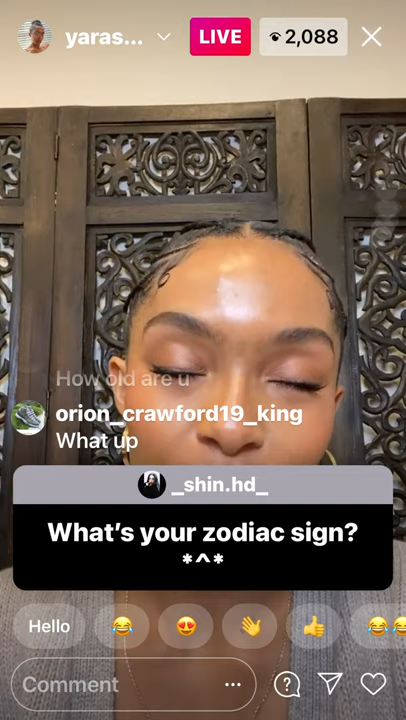 yaras...
LIVE
2,088
How old are u
orion_crawford19_king
What up
_shin.hd_
What's your zodiac sign?
*^*
Hello
Comment